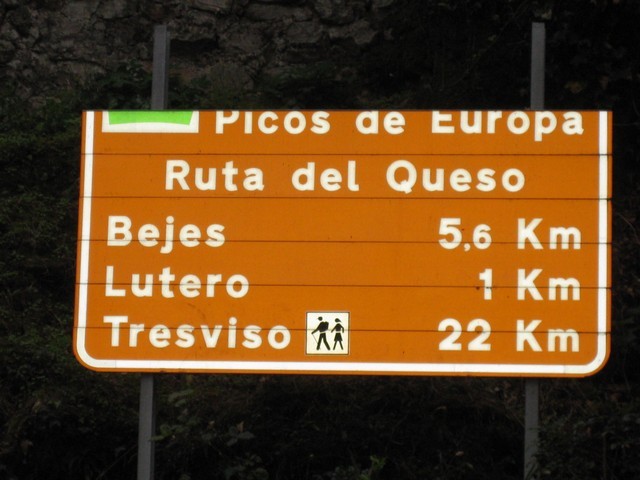 Picos de Europa
Ruta del Queso
Bejes 5,6 Km
Lutero 1 Km
Tresviso 22 Km